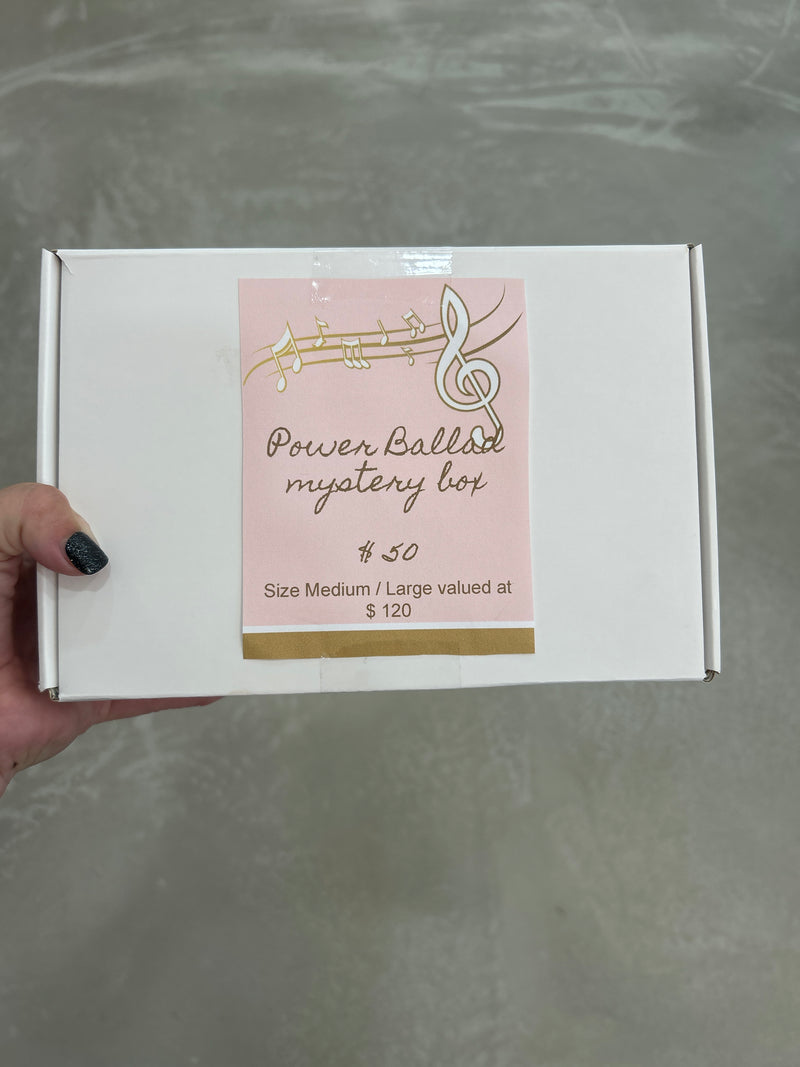 Power Ballad
mystery box
$ 50
Size Medium / Large valued at
$ 120